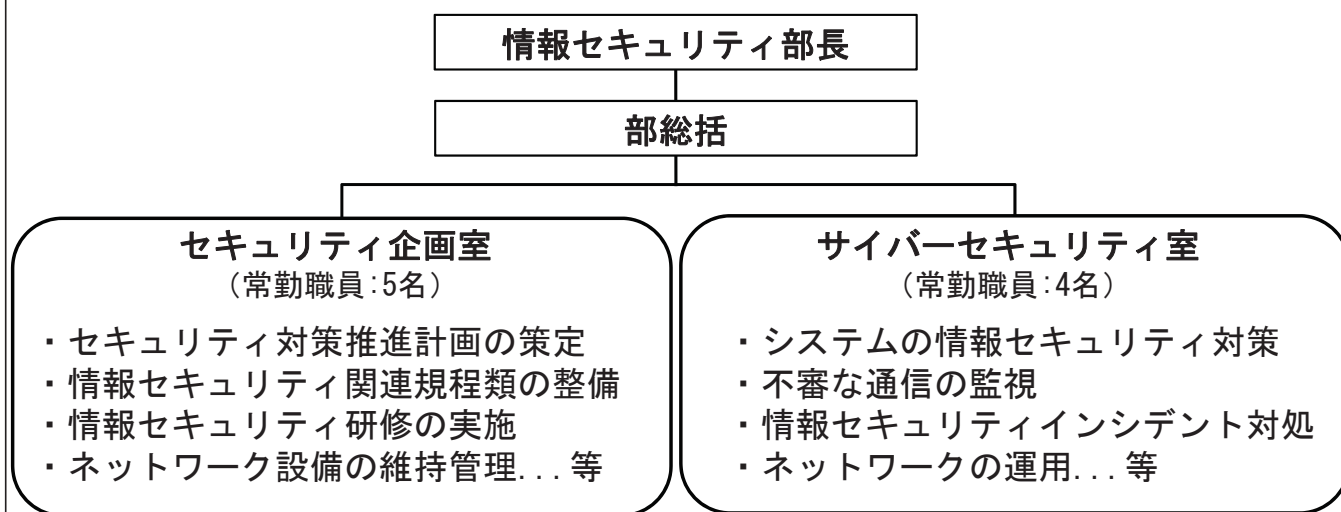 情報セキュリティ部長
部総括
セキュリティ企画室
（常勤職員：5名）
・セキュリティ対策推進計画の策定
・情報セキュリティ関連規程類の整備
・情報セキュリティ研修の実施
・ネットワーク設備の維持管理...等
サイバーセキュリティ室
（常勤職員：4名）
・システムの情報セキュリティ対策
・不審な通信の監視
・情報セキュリティインシデント対処
・ネットワークの運用...等